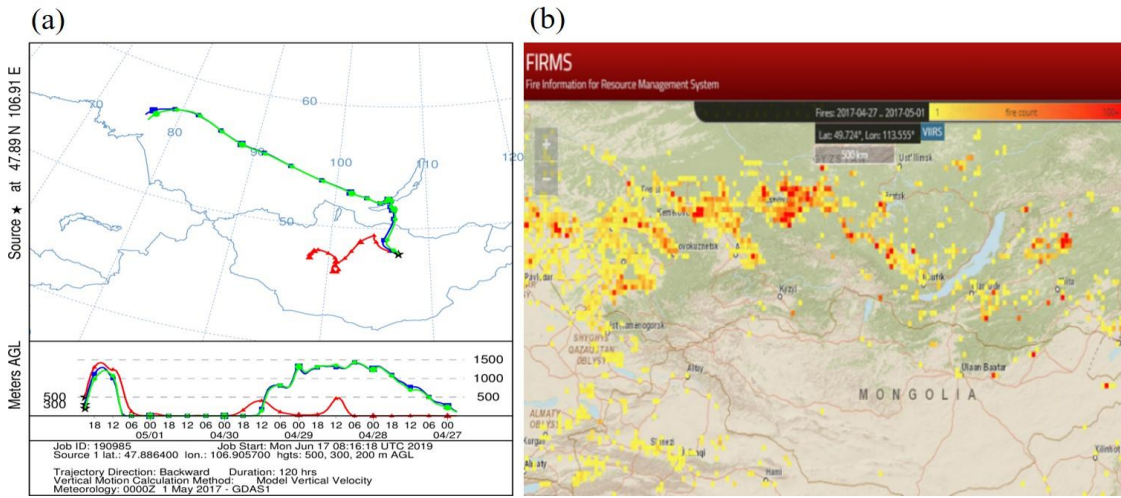 (a)
Source ★ at 47.89 N 106.91 E
70
80
90
100
110
120
60
50
Meters AGL
500
300
1500
1000
500
18 12 06 00 18 12 06 00 18 12 06 00 18 12 06 00 18 12 06 00
05/01 04/30 04/29 04/28 04/27
Job ID: 190985 Job Start: Mon Jun 17 08:16:18 UTC 2019
Source 1 lat.: 47.886400 lon.: 106.905700 hgts: 500, 300, 200 m AGL
Trajectory Direction: Backward Duration: 120 hrs
Vertical Motion Calculation Method: Model Vertical Velocity
Meteorology: 0000Z 1 May 2017 - GDAS1
(b)
FIRMS
Fire Information for Resource Management System
Fires: 2017-04-27 .. 2017-05-01
1 fire count 100+
Lat: 49.724°, Lon: 113.555°
VIIRS
500 km
+
−
Ust'Ilimsk
Kyzyl
SHYGHYS
QAZAQSTAN
OBLYSY
Altay
Ulaan Baatar
MONGOLIA
ALMATY
OBLYSY
Hami